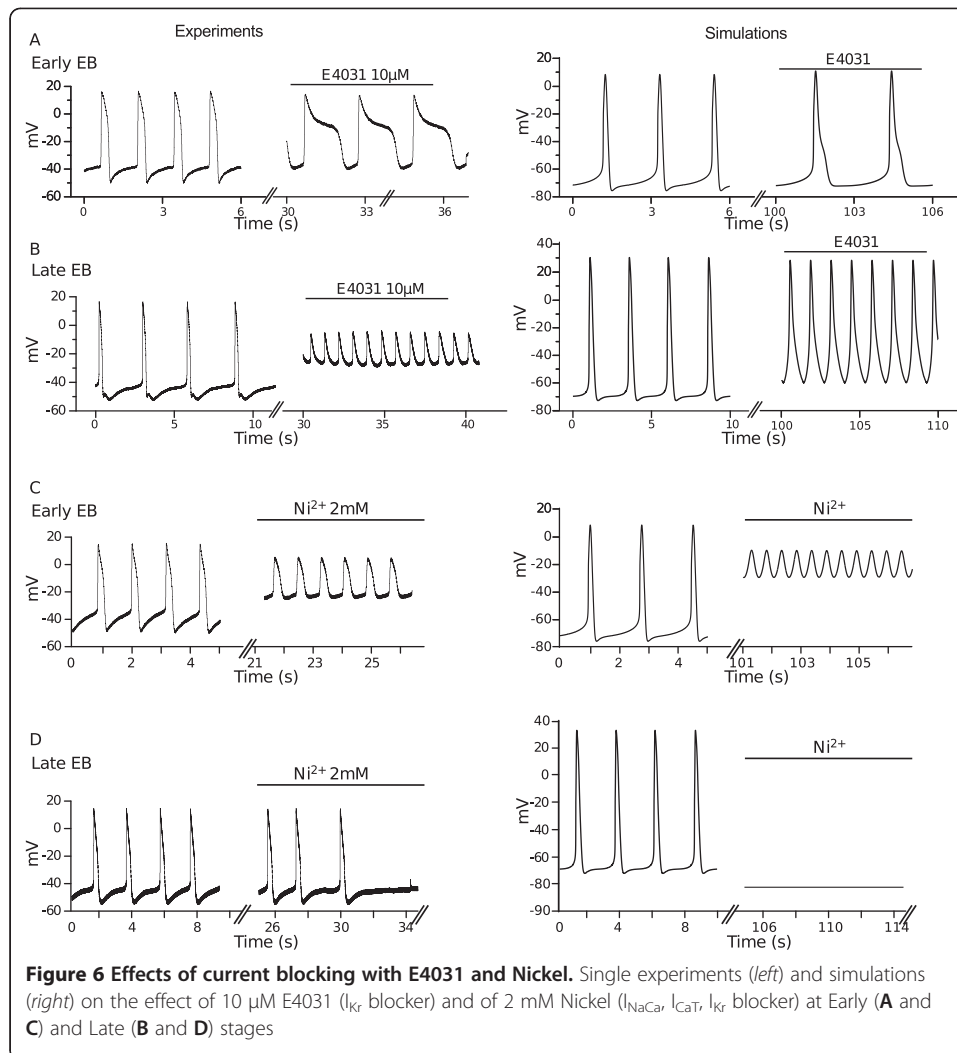 Experiments
Simulations
A
Early EB
E4031 10µM
E4031
mV
20
0
-20
-40
-60
0
3
6
30
33
36
Time (s)
mV
20
0
-20
-40
-60
-80
0
3
6
100
103
106
Time (s)
B
Late EB
E4031 10µM
E4031
mV
20
0
-20
-40
-60
0
5
10
30
35
40
Time (s)
mV
40
20
0
-20
-40
-60
-80
0
5
10
100
105
110
Time (s)
C
Early EB
Ni²⁺ 2mM
Ni²⁺
mV
20
0
-20
-40
-60
0
2
4
21
23
25
Time (s)
mV
20
0
-20
-40
-60
-80
0
2
4
101
103
105
Time (s)
D
Late EB
Ni²⁺ 2mM
Ni²⁺
mV
20
0
-20
-40
-60
0
4
8
26
30
34
Time (s)
mV
40
20
0
-20
-40
-60
-70
-90
0
4
8
106
110
114
Time (s)
Figure 6 Effects of current blocking with E4031 and Nickel. Single experiments (left) and simulations
(right) on the effect of 10 µM E4031 (IKr blocker) and of 2 mM Nickel (INaCa, ICaT, IKr blocker) at Early (A and
C) and Late (B and D) stages